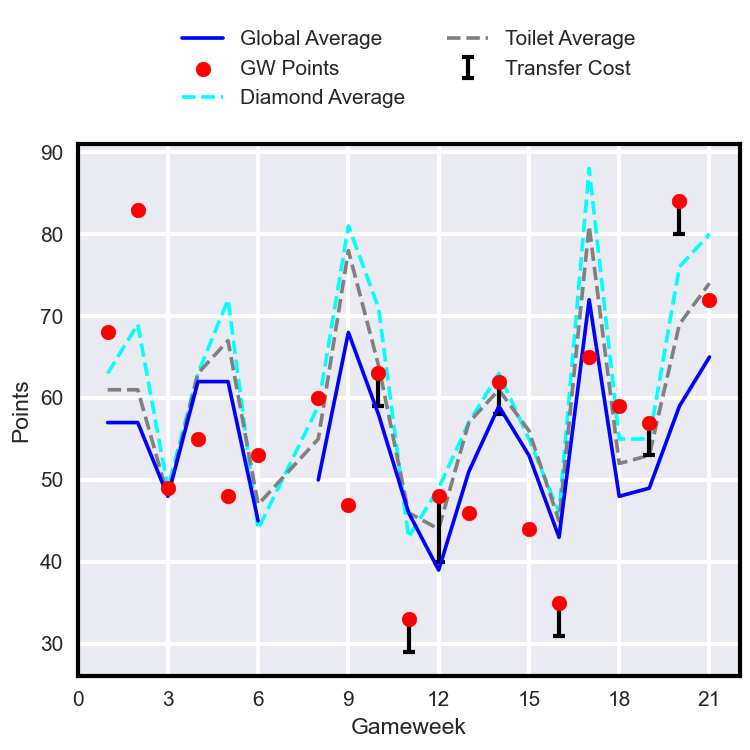 Global Average
GW Points
Diamond Average
Toilet Average
Transfer Cost
90
80
70
60
50
40
30
Points
0 3 6 9 12 15 18 21
Gameweek